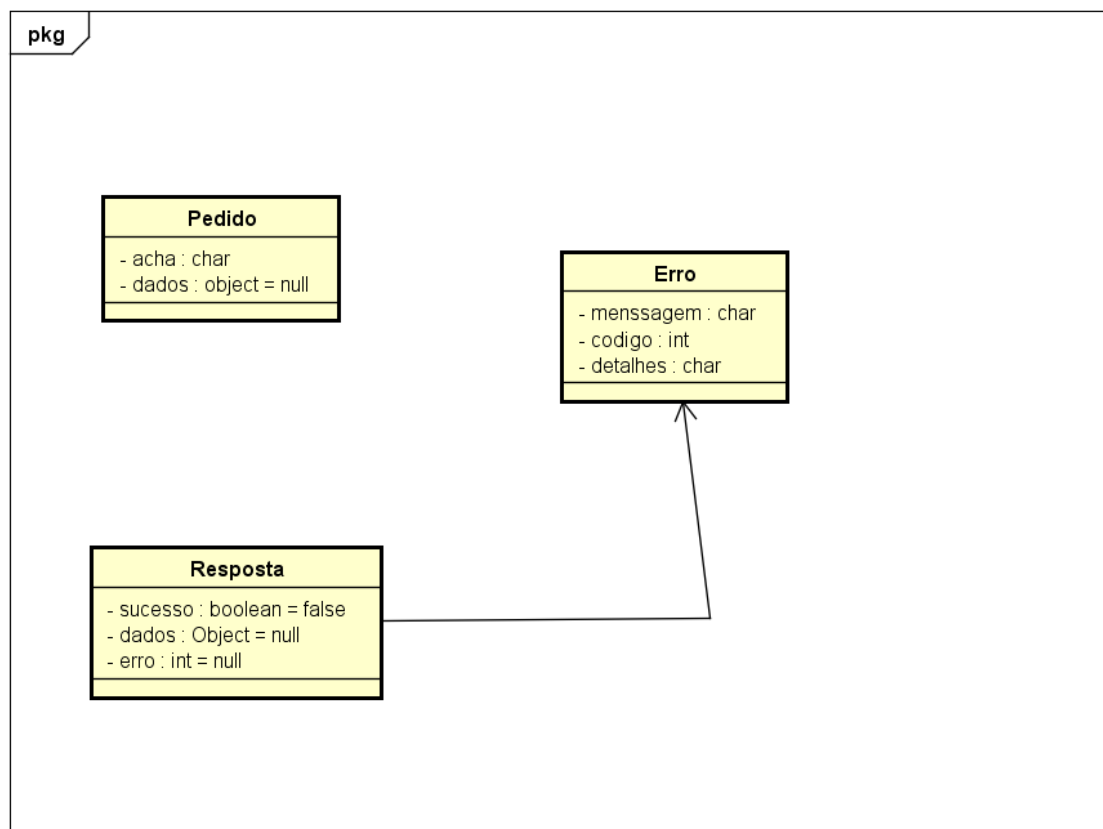 pkg
Pedido
- acha : char
- dados : object = null
Erro
- menssagem : char
- codigo : int
- detalhes : char
Resposta
- sucesso : boolean = false
- dados : Object = null
- erro : int = null